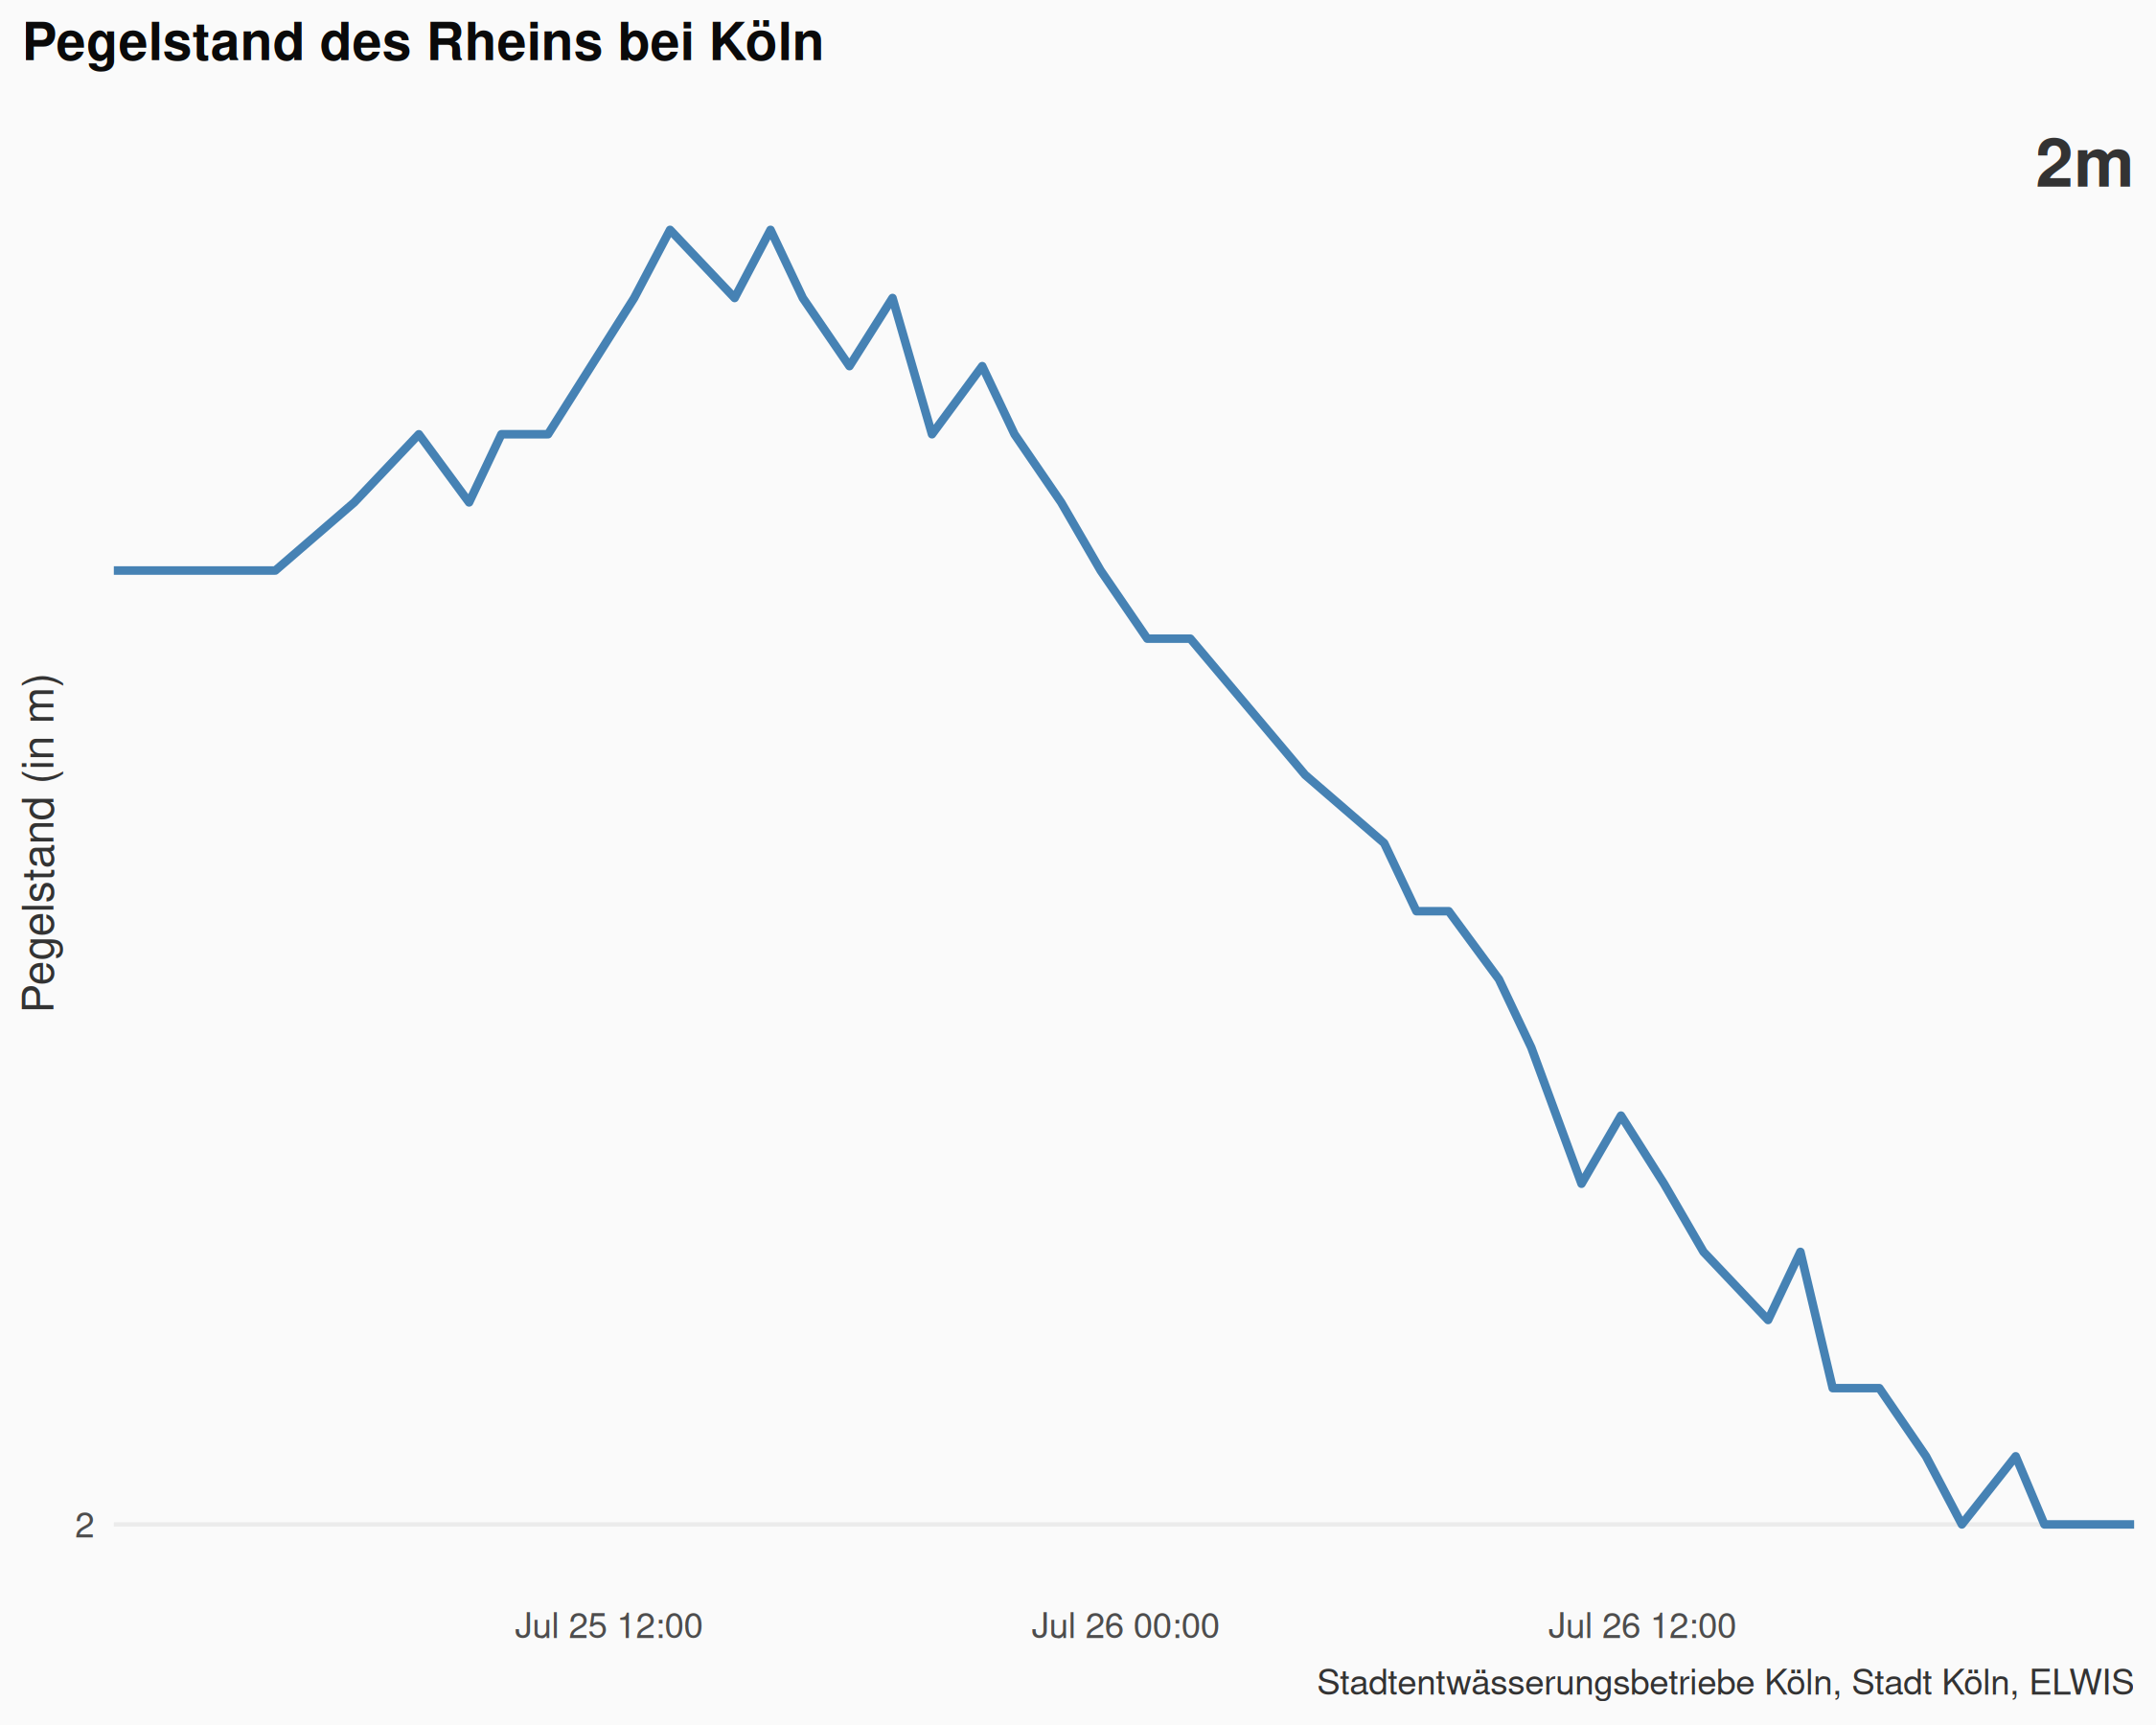 Pegelstand des Rheins bei Köln
2m
Pegelstand (in m)
2
Jul 25 12:00
Jul 26 00:00
Jul 26 12:00
Stadtentwässerungsbetriebe Köln, Stadt Köln, ELWIS